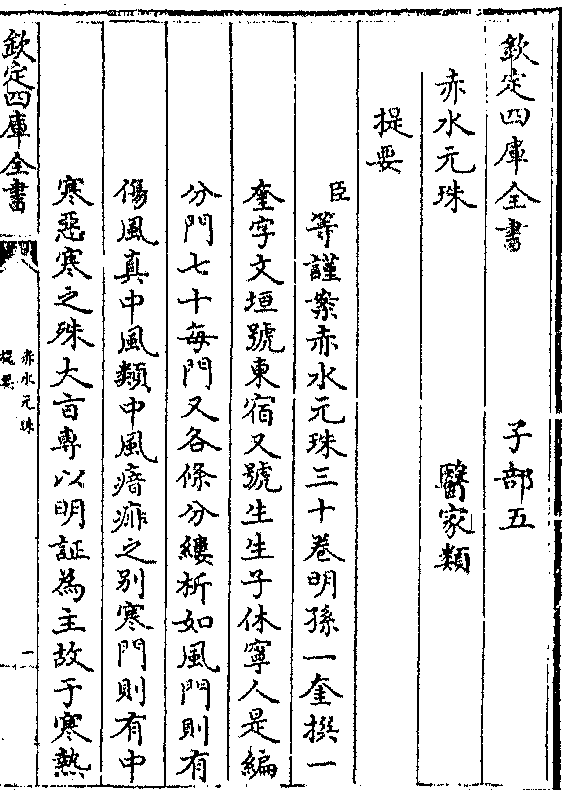 欽定四庫全書　子部五
赤水元珠　醫家類
提要
臣等謹案赤水元珠三十卷明孫一奎撰一
奎字文垣號東宿又號生生子休寧人是編
分門七十每門又各條分縷析如風門則有
傷風真中風類中風瘖痱之別寒門則有中
寒惡寒之殊大㫖専以明証為主故于寒熱
欽定四庫全書
赤水元珠
提要
一